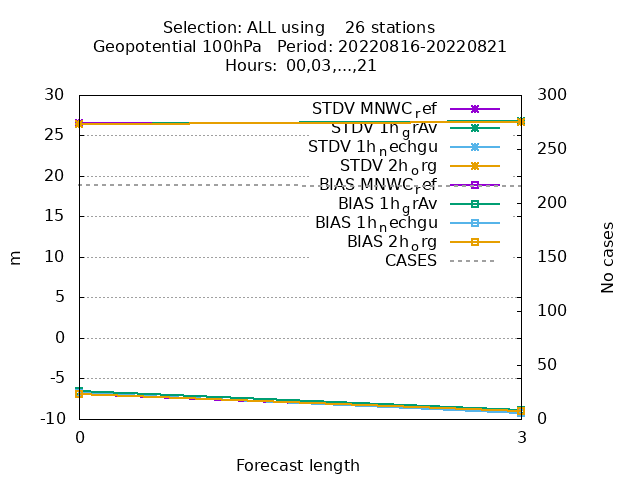 Selection: ALL using 26 stations
Geopotential 100hPa Period: 20220816-20220821
Hours: 00,03,...,21
30
25
20
15
10
5
0
-5
-10
m
300
250
200
150
100
50
0
No cases
STDV MNWC_ref
STDV 1h_grAv
STDV 1h_nechgu
STDV 2h_org
BIAS MNWC_ref
BIAS 1h_grAv
BIAS 1h_nechgu
BIAS 2h_org
CASES
0 3
Forecast length